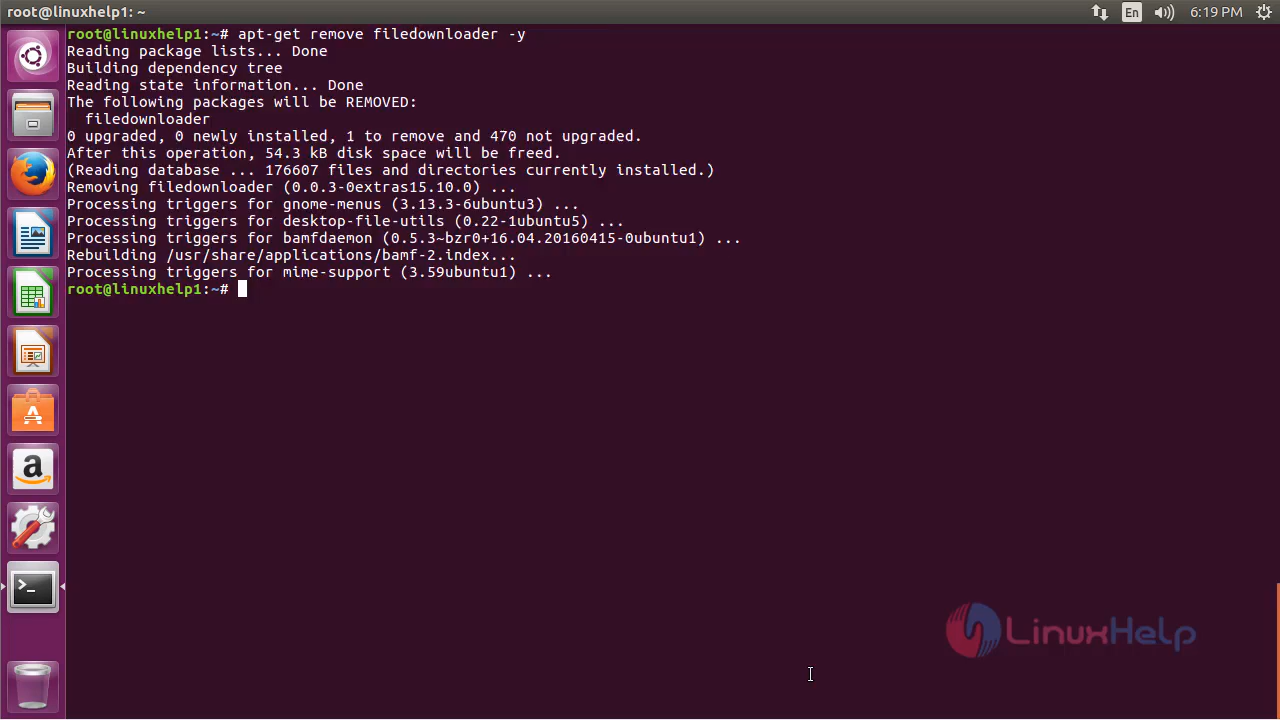 root@linuxhelp1: ~
En
6:19 PM
root@linuxhelp1:~# apt-get remove filedownloader -y
Reading package lists... Done
Building dependency tree
Reading state information... Done
The following packages will be REMOVED:
  filedownloader
0 upgraded, 0 newly installed, 1 to remove and 470 not upgraded.
After this operation, 54.3 kB disk space will be freed.
(Reading database ... 176607 files and directories currently installed.)
Removing filedownloader (0.0.3-0extras15.10.0) ...
Processing triggers for gnome-menus (3.13.3-6ubuntu3) ...
Processing triggers for desktop-file-utils (0.22-1ubuntu5) ...
Processing triggers for bamfdaemon (0.5.3~bzr0+16.04.20160415-0ubuntu1) ...
Rebuilding /usr/share/applications/bamf-2.index...
Processing triggers for mime-support (3.59ubuntu1) ...
root@linuxhelp1:~#
LinuxHelp